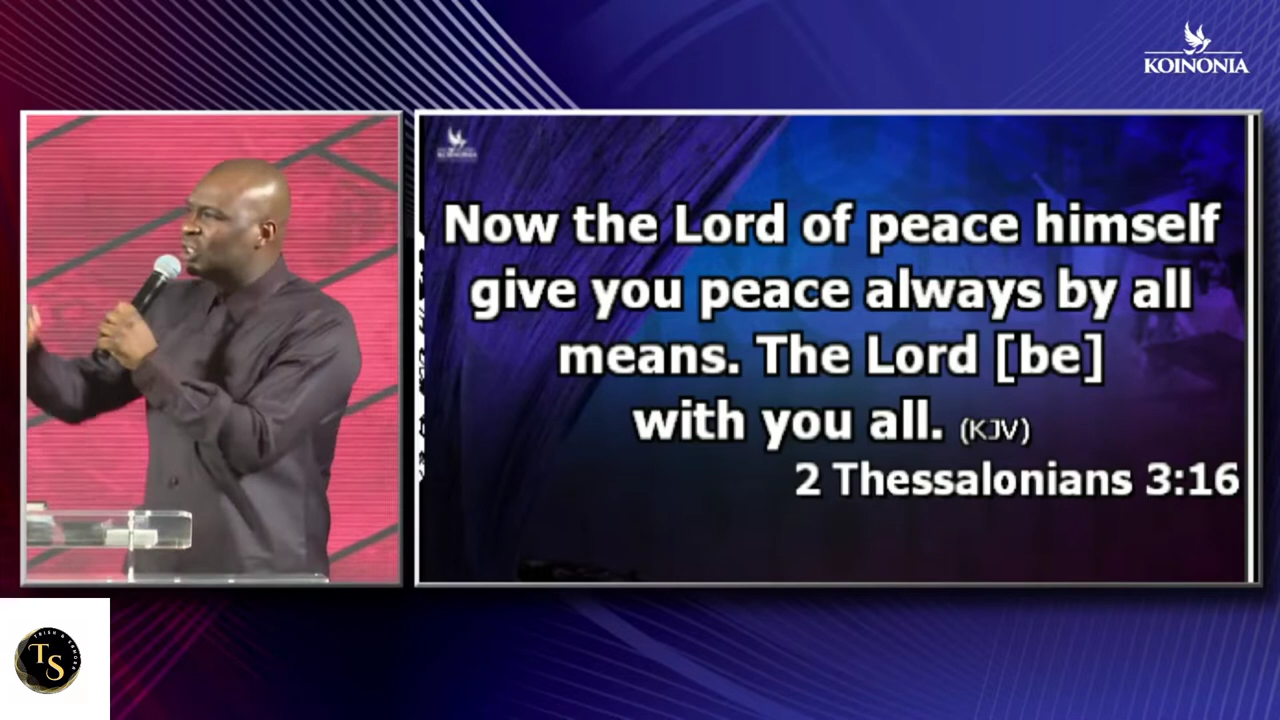 KOINONIA
KOINONIA
Now the Lord of peace himself
give you peace always by all
means. The Lord [be]
with you all. (KJV)
2 Thessalonians 3:16
TS